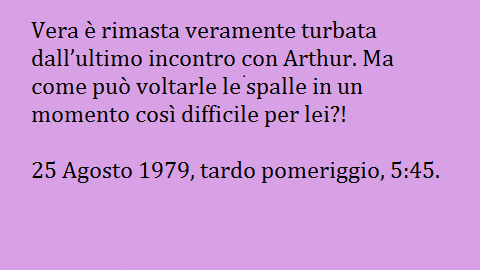 Vera è rimasta veramente turbata
dall’ultimo incontro con Arthur. Ma
come può voltarle le spalle in un
momento così difficile per lei?!
25 Agosto 1979, tardo pomeriggio, 5:45.